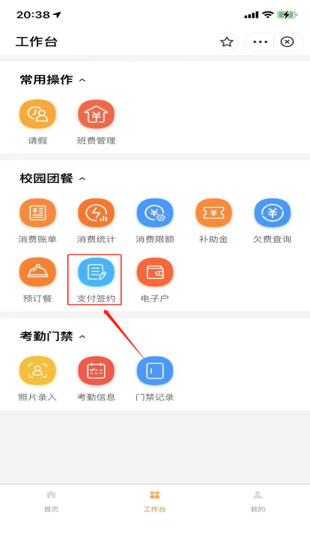 20:38
工作台
常用操作
请假
班费管理
校园团餐
消费账单
消费统计
消费限额
补助金
欠费查询
预订餐
支付签约
电子户
考勤门禁
照片录入
考勤信息
门禁记录
首页
工作台
我的